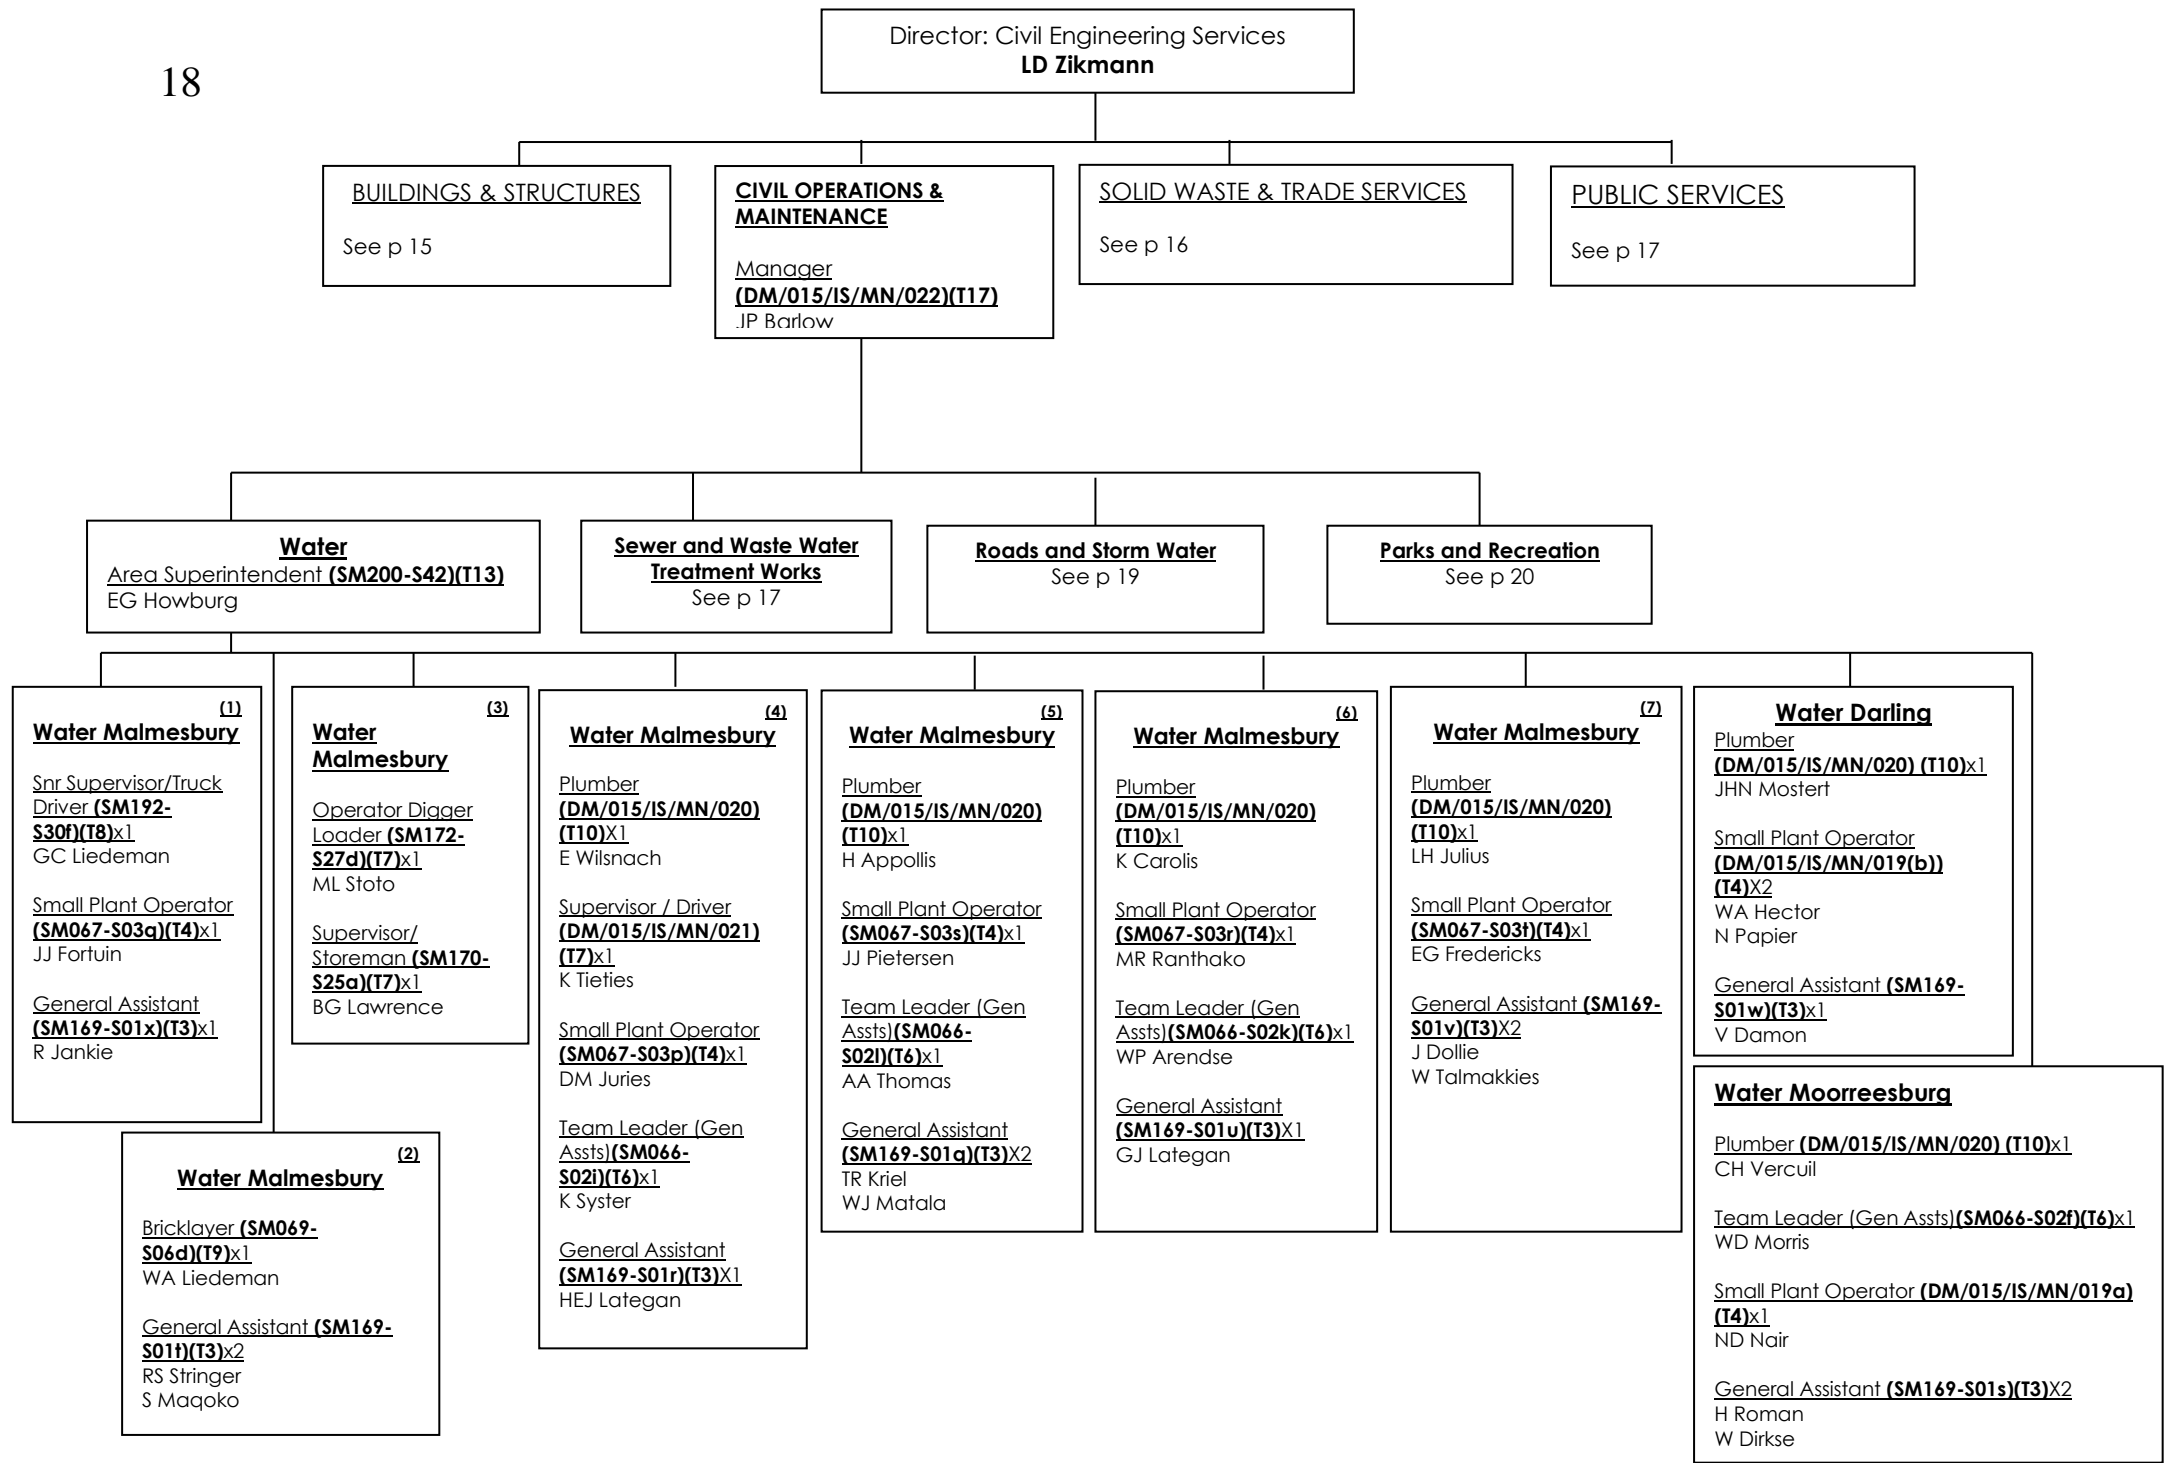 18
Director: Civil Engineering Services
LD Zikmann
BUILDINGS & STRUCTURES
See p 15
CIVIL OPERATIONS &
MAINTENANCE
Manager
(DM/015/IS/MN/022)(T17)
JP Barlow
SOLID WASTE & TRADE SERVICES
See p 16
PUBLIC SERVICES
See p 17
Water
Area Superintendent (SM200-S42)(T13)
EG Howburg
Sewer and Waste Water
Treatment Works
See p 17
Roads and Storm Water
See p 19
Parks and Recreation
See p 20
(1)
Water Malmesbury
Snr Supervisor/Truck
Driver (SM192-
S30f)(T8)x1
GC Liedeman
Small Plant Operator
(SM067-S03q)(T4)x1
JJ Fortuin
General Assistant
(SM169-S01x)(T3)x1
R Jankie
(2)
Water Malmesbury
Bricklayer (SM069-
S06d)(T9)x1
WA Liedeman
General Assistant (SM169-
S01t)(T3)x2
RS Stringer
S Maqoko
(3)
Water
Malmesbury
Operator Digger
Loader (SM172-
S27d)(T7)x1
ML Stoto
Supervisor/
Storeman (SM170-
S25a)(T7)x1
BG Lawrence
(4)
Water Malmesbury
Plumber
(DM/015/IS/MN/020)
(T10)X1
E Wilsnach
Supervisor / Driver
(DM/015/IS/MN/021)
(T7)x1
K Tieties
Small Plant Operator
(SM067-S03p)(T4)x1
DM Juries
Team Leader (Gen
Assts)(SM066-
S02i)(T6)x1
K Syster
General Assistant
(SM169-S01r)(T3)X1
HEJ Lategan
(5)
Water Malmesbury
Plumber
(DM/015/IS/MN/020)
(T10)x1
H Appollis
Small Plant Operator
(SM067-S03s)(T4)x1
JJ Pietersen
Team Leader (Gen
Assts)(SM066-
S02l)(T6)x1
AA Thomas
General Assistant
(SM169-S01q)(T3)X2
TR Kriel
WJ Matala
(6)
Water Malmesbury
Plumber
(DM/015/IS/MN/020)
(T10)x1
K Carolis
Small Plant Operator
(SM067-S03r)(T4)x1
MR Ranthako
Team Leader (Gen
Assts)(SM066-S02k)(T6)x1
WP Arendse
General Assistant
(SM169-S01u)(T3)X1
GJ Lategan
(7)
Water Malmesbury
Plumber
(DM/015/IS/MN/020)
(T10)x1
LH Julius
Small Plant Operator
(SM067-S03t)(T4)x1
EG Fredericks
General Assistant (SM169-
S01v)(T3)X2
J Dollie
W Talmakkies
Water Darling
Plumber
(DM/015/IS/MN/020) (T10)x1
JHN Mostert
Small Plant Operator
(DM/015/IS/MN/019(b))
(T4)X2
WA Hector
N Papier
General Assistant (SM169-
S01w)(T3)x1
V Damon
Water Moorreesburg
Plumber (DM/015/IS/MN/020) (T10)x1
CH Vercuil
Team Leader (Gen Assts)(SM066-S02f)(T6)x1
WD Morris
Small Plant Operator (DM/015/IS/MN/019a)
(T4)x1
ND Nair
General Assistant (SM169-S01s)(T3)X2
H Roman
W Dirkse